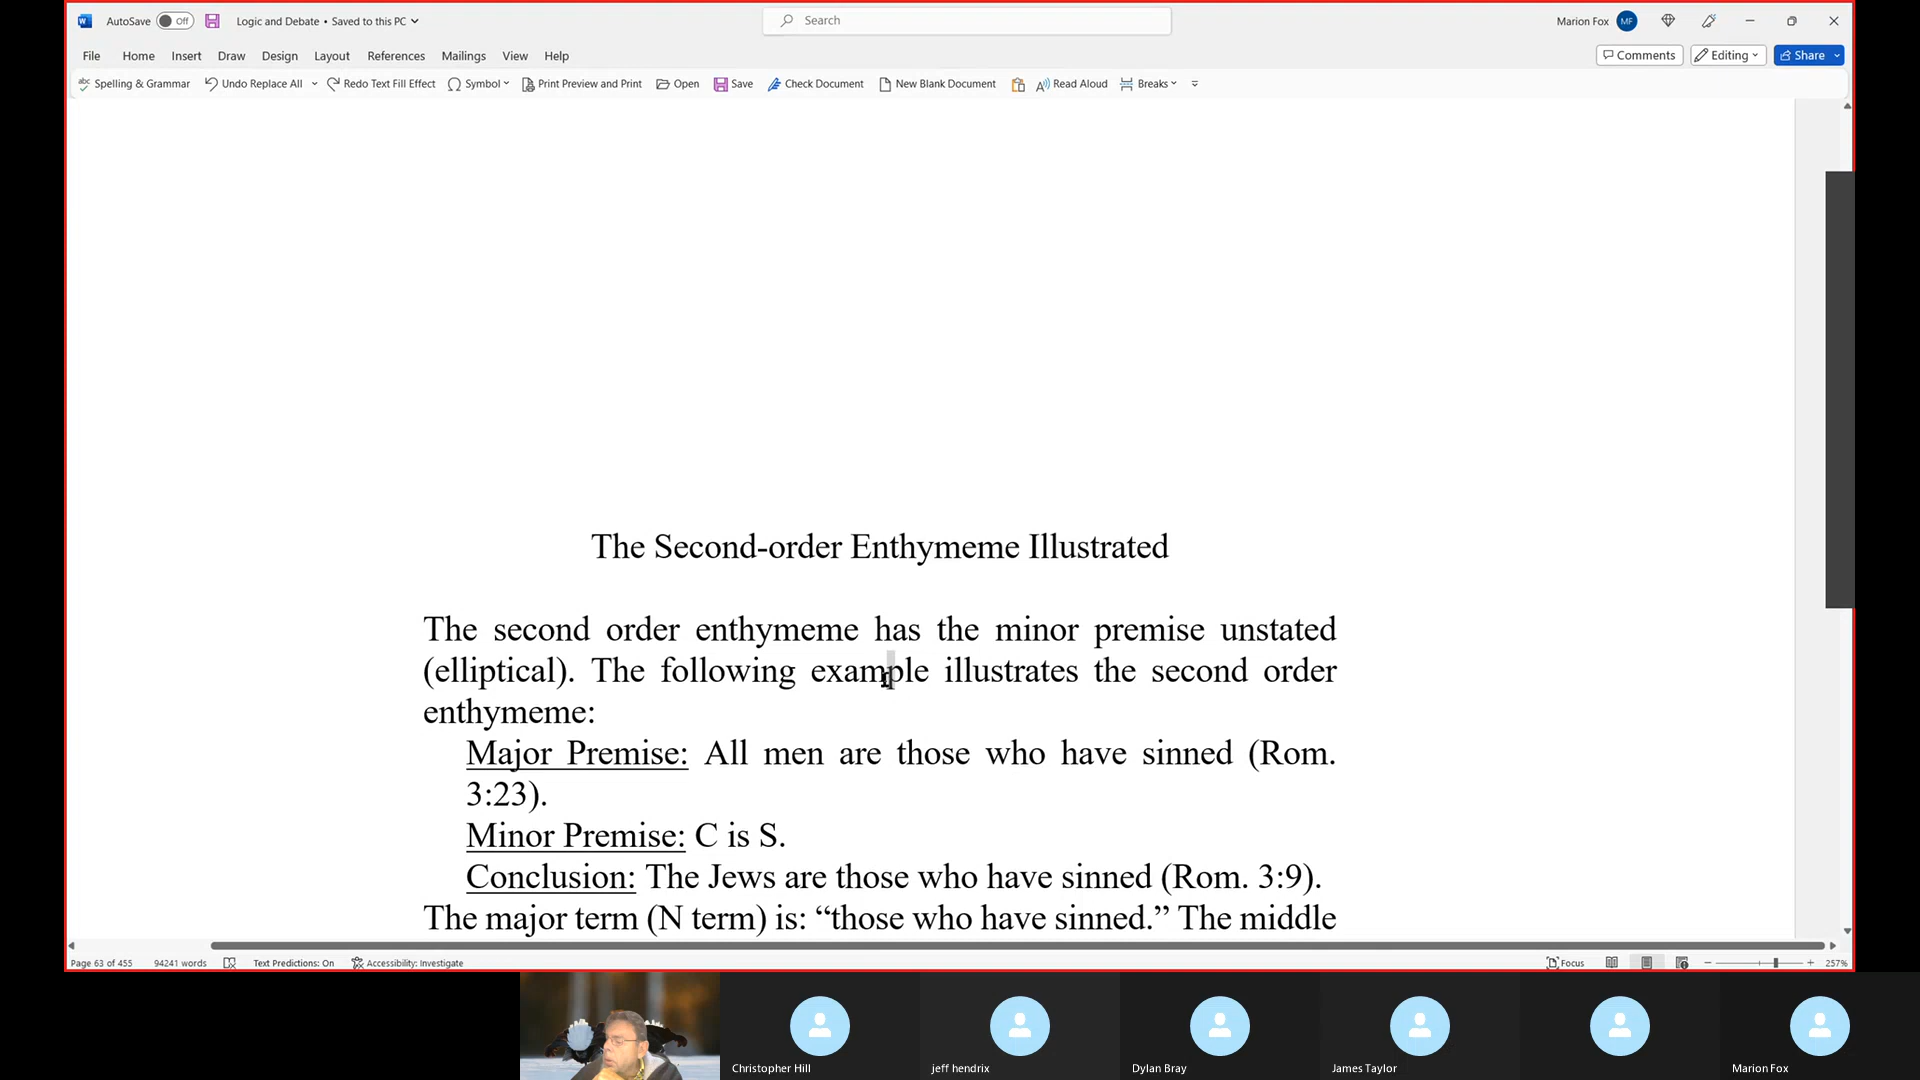 AutoSave Off Logic and Debate • Saved to this PC Search Marion Fox MF
File Home Insert Draw Design Layout References Mailings View Help Comments Editing Share
Spelling & Grammar Undo Replace All Redo Text Fill Effect Symbol Print Preview and Print Open Save Check Document New Blank Document Read Aloud Breaks
The Second-order Enthymeme Illustrated
The second order enthymeme has the minor premise unstated
(elliptical). The following example illustrates the second order
enthymeme:
Major Premise: All men are those who have sinned (Rom.
3:23).
Minor Premise: C is S.
Conclusion: The Jews are those who have sinned (Rom. 3:9).
The major term (N term) is: “those who have sinned.” The middle
Page 63 of 455 94241 words Text Predictions: On Accessibility: Investigate Focus 257%
Christopher Hill jeff hendrix Dylan Bray James Taylor Marion Fox